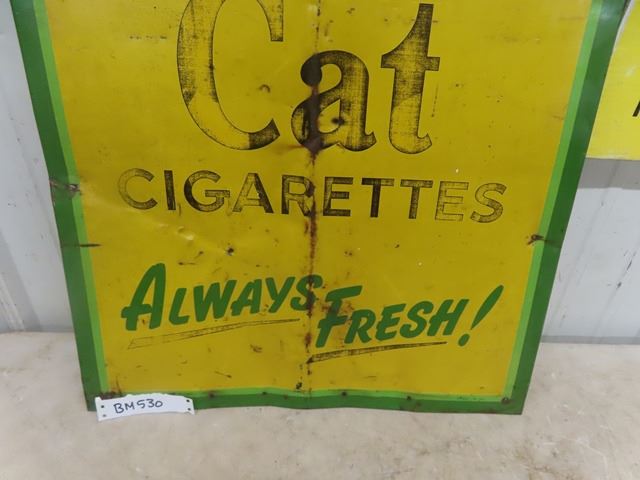 Cat
CIGARETTES
ALWAYS
FRESH!
BM530